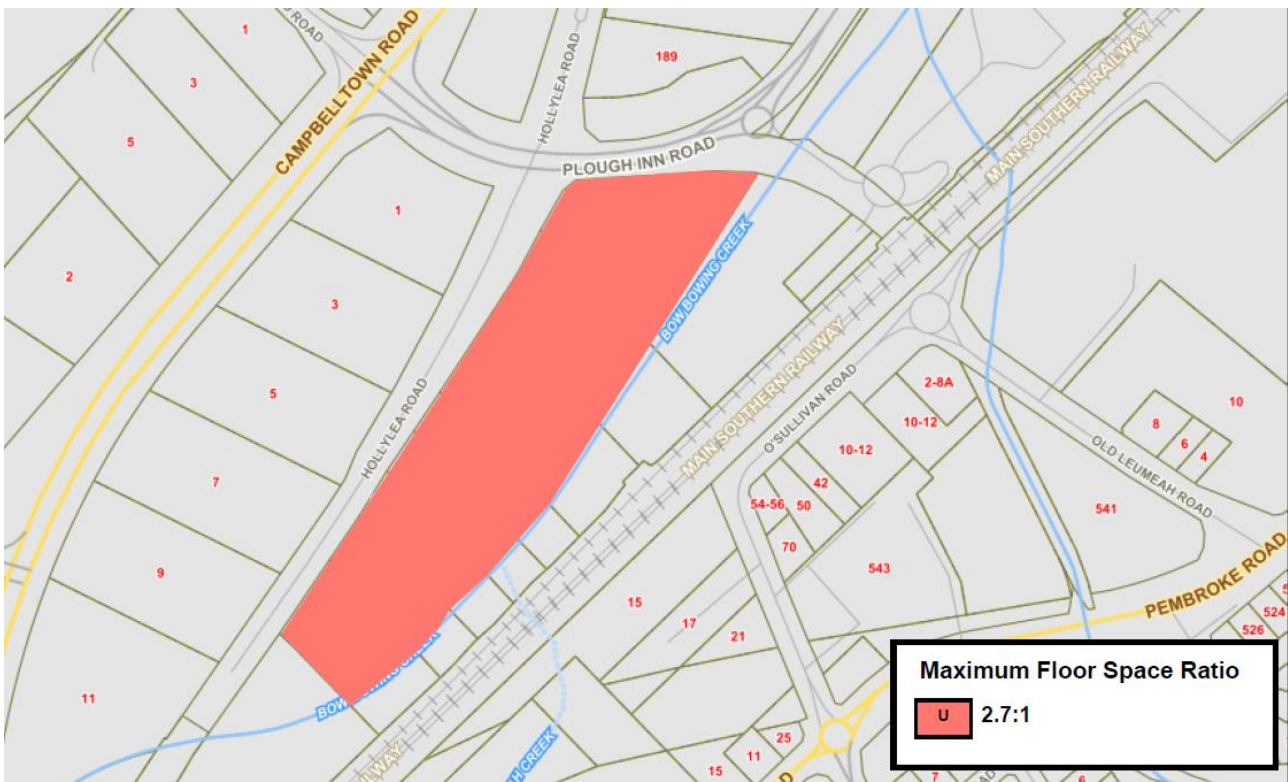 ROAD
1
3
5
2
CAMPBELLTOWN ROAD
HOLLYLEA ROAD
189
PLOUGH INN ROAD
MAIN SOUTHERN RAILWAY
1
3
5
7
9
11
HOLLYLEA ROAD
BOW BOWING CREEK
MAIN SOUTHERN RAILWAY
O'SULLIVAN ROAD
2-8A
10-12
10-12
42
50
54-56
70
543
541
8
6
4
10
OLD LEUMEAH ROAD
PEMBROKE ROAD
524
526
15
17
21
25
11
15
7
6
Maximum Floor Space Ratio
U 2.7:1